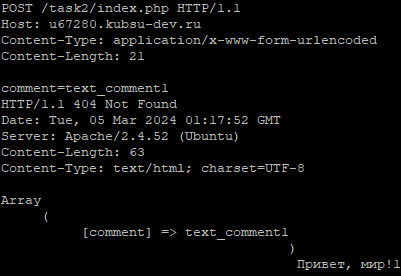 POST /task2/index.php HTTP/1.1
Host: u67280.kubsu-dev.ru
Content-Type: application/x-www-form-urlencoded
Content-Length: 21

comment=text_comment1
HTTP/1.1 404 Not Found
Date: Tue, 05 Mar 2024 01:17:52 GMT
Server: Apache/2.4.52 (Ubuntu)
Content-Length: 63
Content-Type: text/html; charset=UTF-8

Array
(
[comment] => text_comment1
)
Привет, мир!1